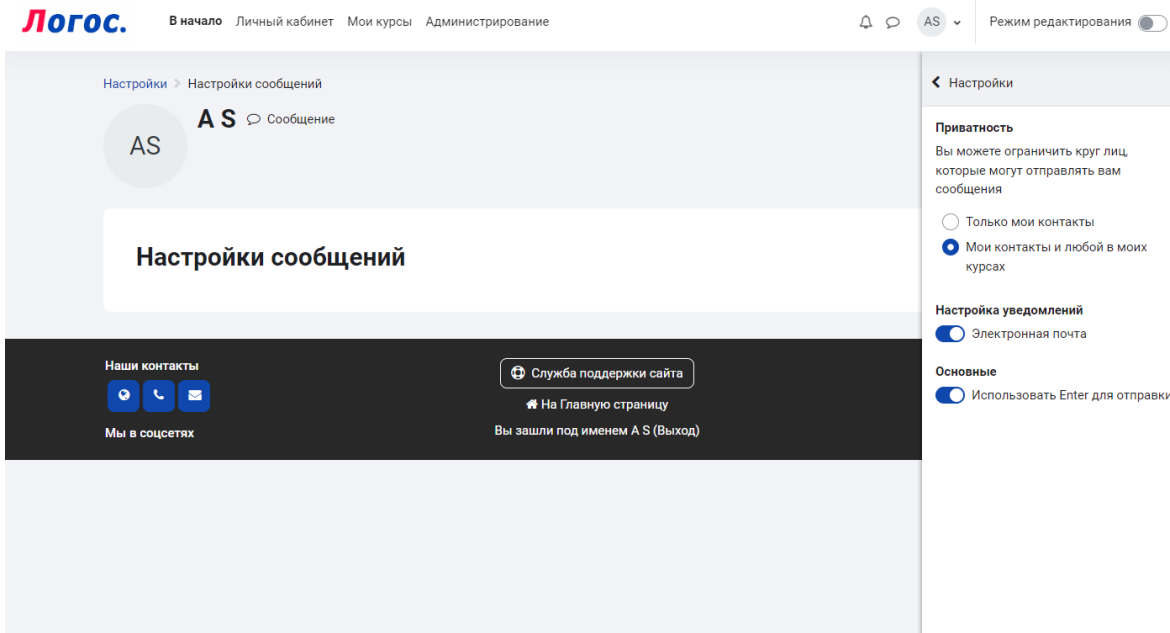 Логос.
В начало Личный кабинет Мои курсы Администрирование
AS
Режим редактирования
Настройки > Настройки сообщений
AS
A S Сообщение
Настройки сообщений
Наши контакты
Мы в соцсетях
Служба поддержки сайта
На Главную страницу
Вы зашли под именем A S (Выход)
Настройки
Приватность
Вы можете ограничить круг лиц,
которые могут отправлять вам
сообщения
Только мои контакты
Мои контакты и любой в моих
курсах
Настройка уведомлений
Электронная почта
Основные
Использовать Enter для отправки